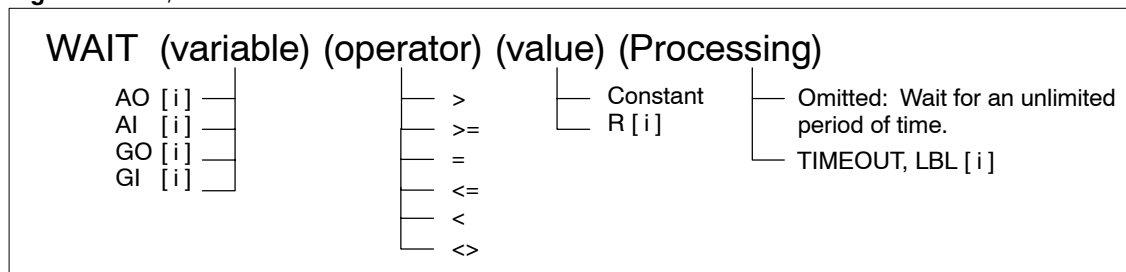 WAIT (variable) (operator) (value) (Processing)
AO [ i ]
AI [ i ]
GO [ i ]
GI [ i ]
>
>=
=
<=
<
<>
Constant
R [ i ]
Omitted: Wait for an unlimited
period of time.
TIMEOUT, LBL [ i ]